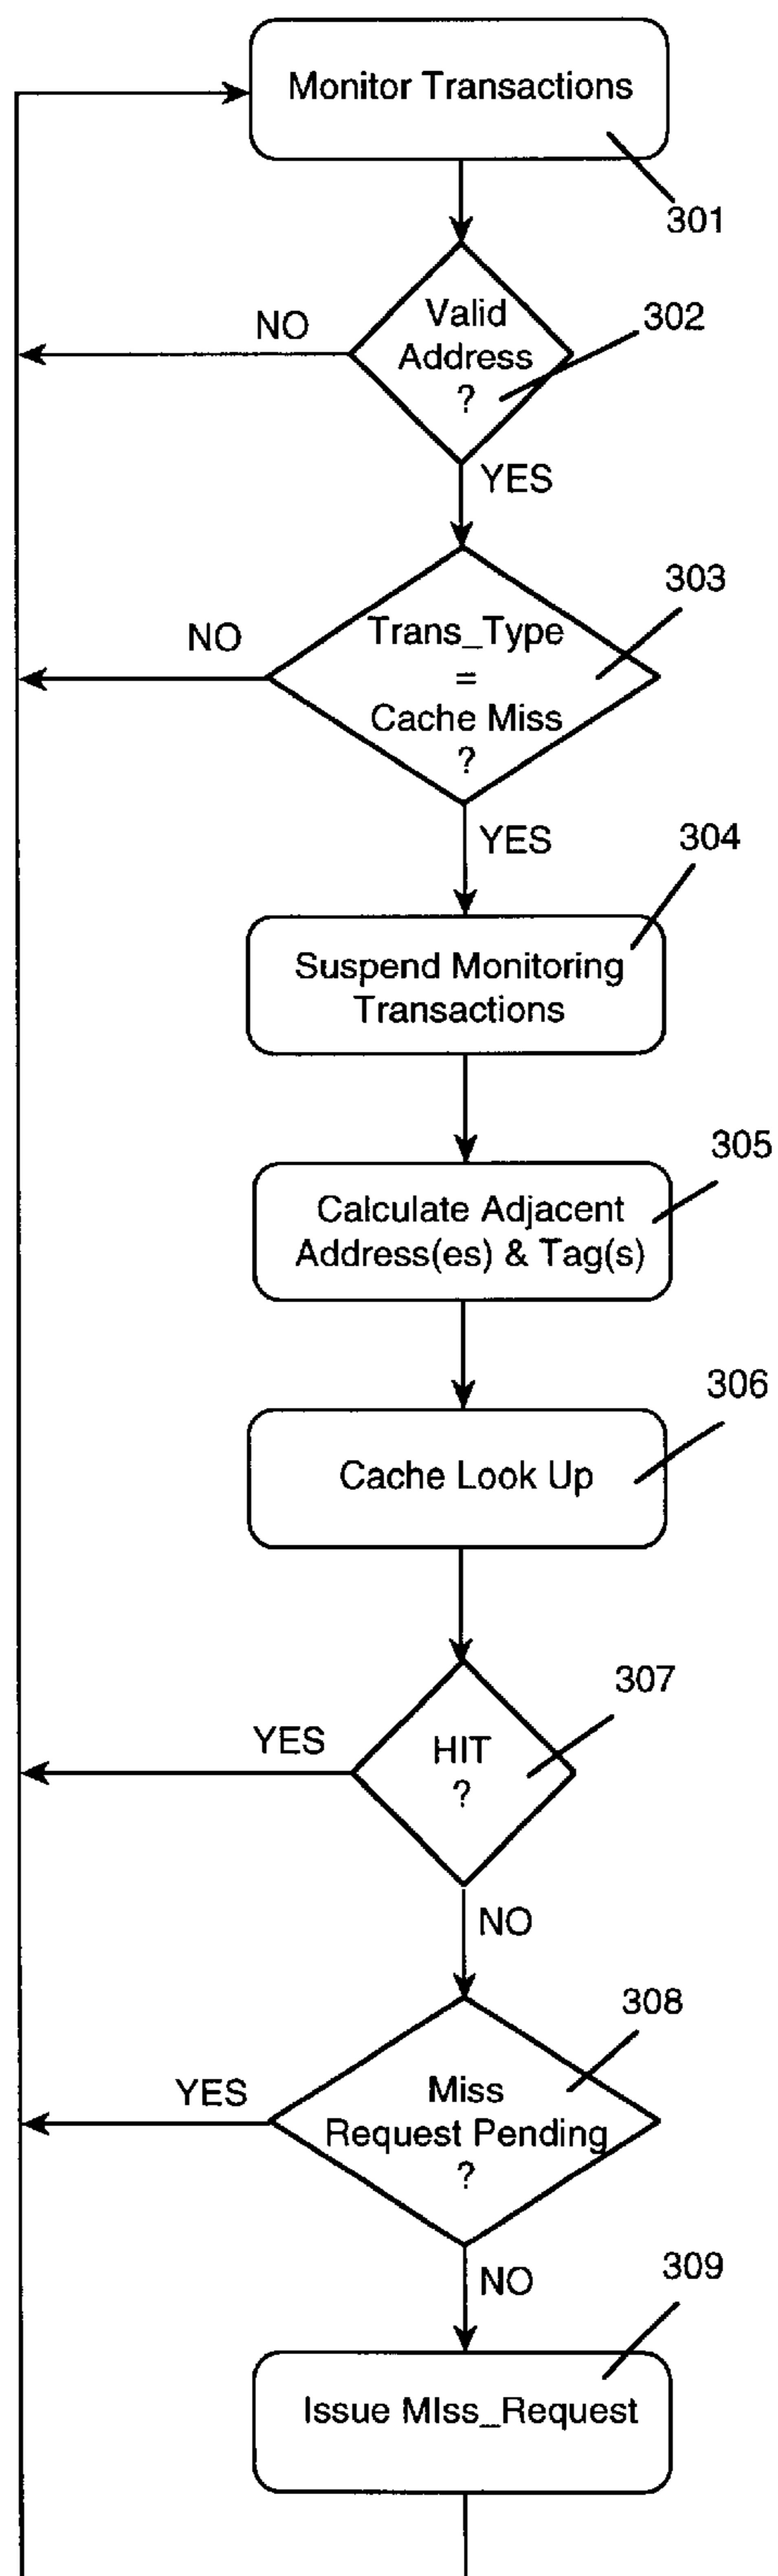 Monitor Transactions
301
Valid
Address
?
302
NO
YES
303
Trans_Type
=
Cache Miss
?
NO
YES
304
Suspend Monitoring
Transactions
305
Calculate Adjacent
Address(es) & Tag(s)
306
Cache Look Up
307
HIT
?
YES
NO
308
Miss
Request Pending
?
YES
NO
309
Issue MIss_Request